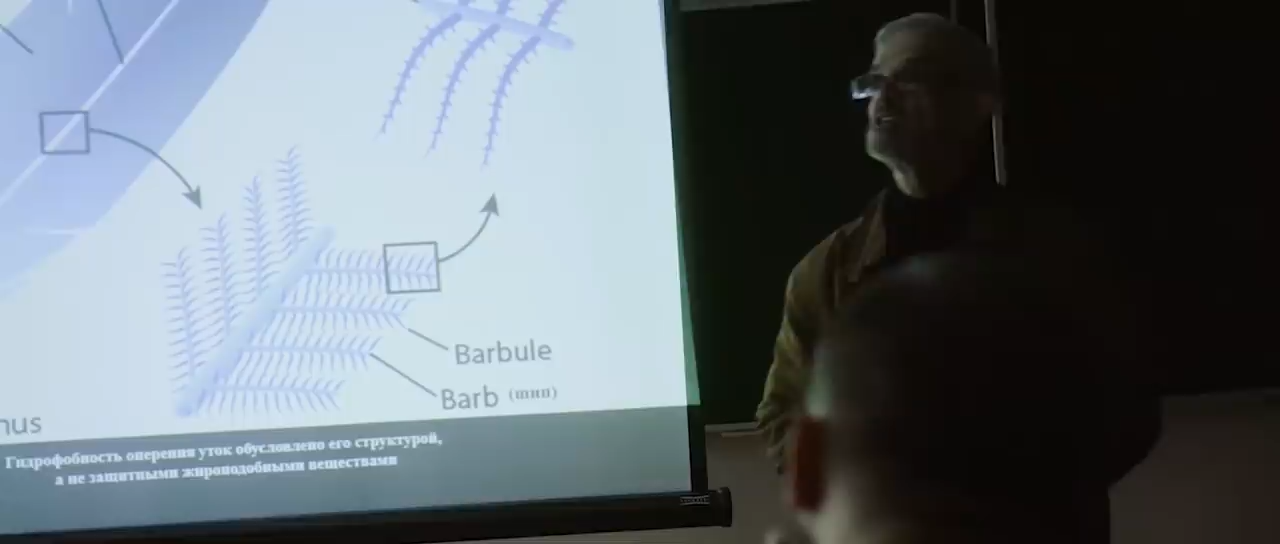 Barbule
Barb (шип)
nus
Гидрофобность оперения уток обусловлено его структурой,
а не защитными жироподобными веществами